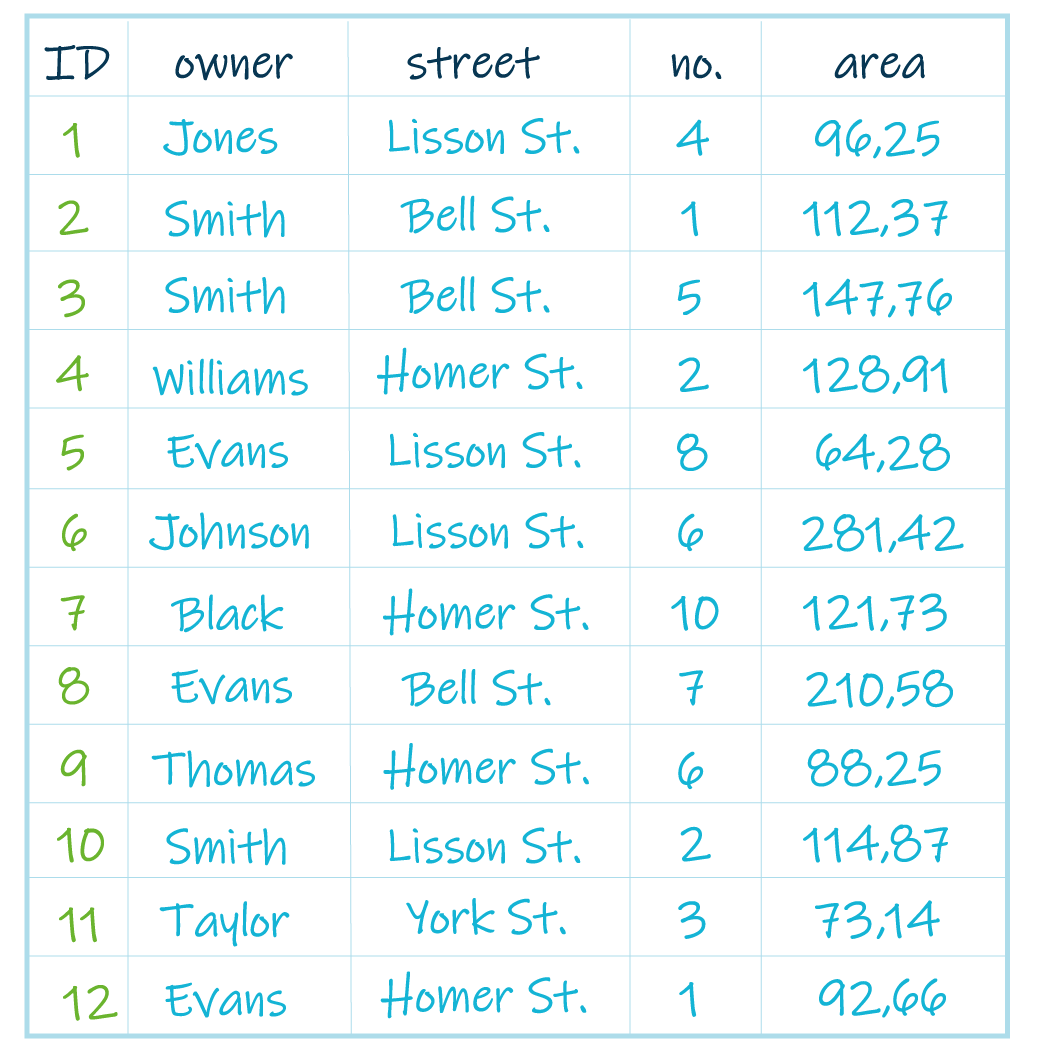 ID owner street no. area
1 Jones Lisson St. 4 96,25
2 Smith Bell St. 1 112,37
3 Smith Bell St. 5 147,76
4 Williams Homer St. 2 128,91
5 Evans Lisson St. 8 64,28
6 Johnson Lisson St. 6 281,42
7 Black Homer St. 10 121,73
8 Evans Bell St. 7 210,58
9 Thomas Homer St. 6 88,25
10 Smith Lisson St. 2 114,87
11 Taylor York St. 3 73,14
12 Evans Homer St. 1 92,66